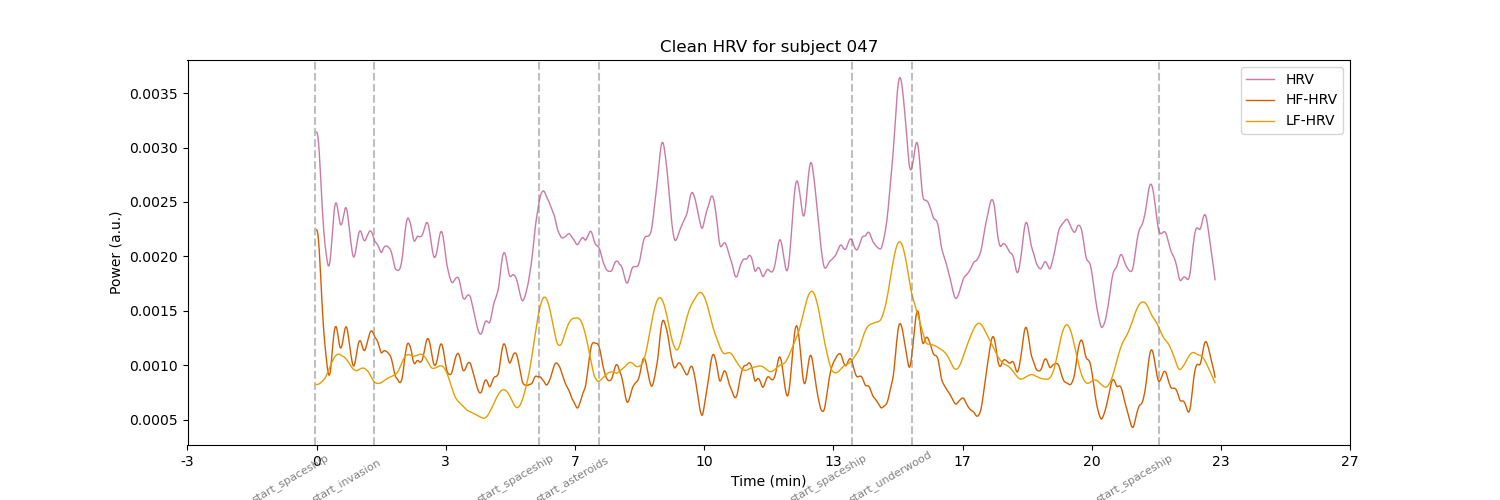 Clean HRV for subject 047
HRV
HF-HRV
LF-HRV
0.0035
0.0030
0.0025
0.0020
0.0015
0.0010
0.0005
Power (a.u.)
-3 0 3 7 10 13 17 20 23 27
start_spaceship
start_invasion
start_spaceship
start_asteroids
start_spaceship
start_underwood
start_spaceship
Time (min)